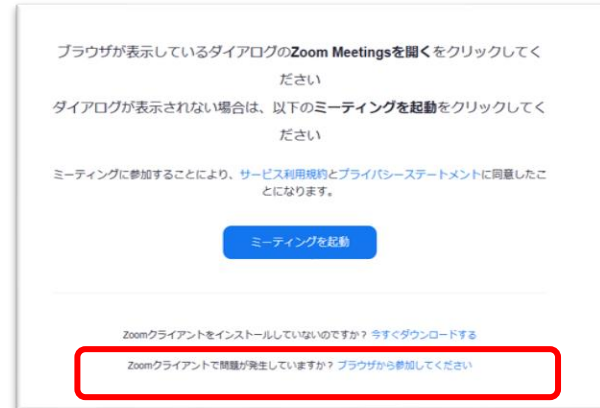 ブラウザが表示しているダイアログのZoom Meetingsを開くをクリックしてく
ださい
ダイアログが表示されない場合は、以下のミーティングを起動をクリックしてく
ださい
ミーティングに参加することにより、サービス利用規約とプライバシーステートメントに同意したこ
とになります。
ミーティングを起動
Zoomクライアントをインストールしていないのですか？今すぐダウンロードする
Zoomクライアントで問題が発生していますか？ブラウザから参加してください